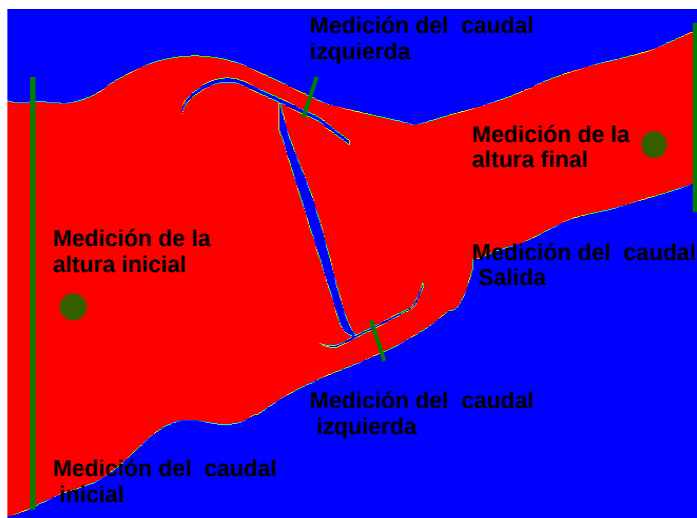 Medición del caudal
izquierda
Medición de la
altura final
Medición de la
altura inicial
Medición del caudal
Salida
Medición del caudal
izquierda
Medición del caudal
inicial